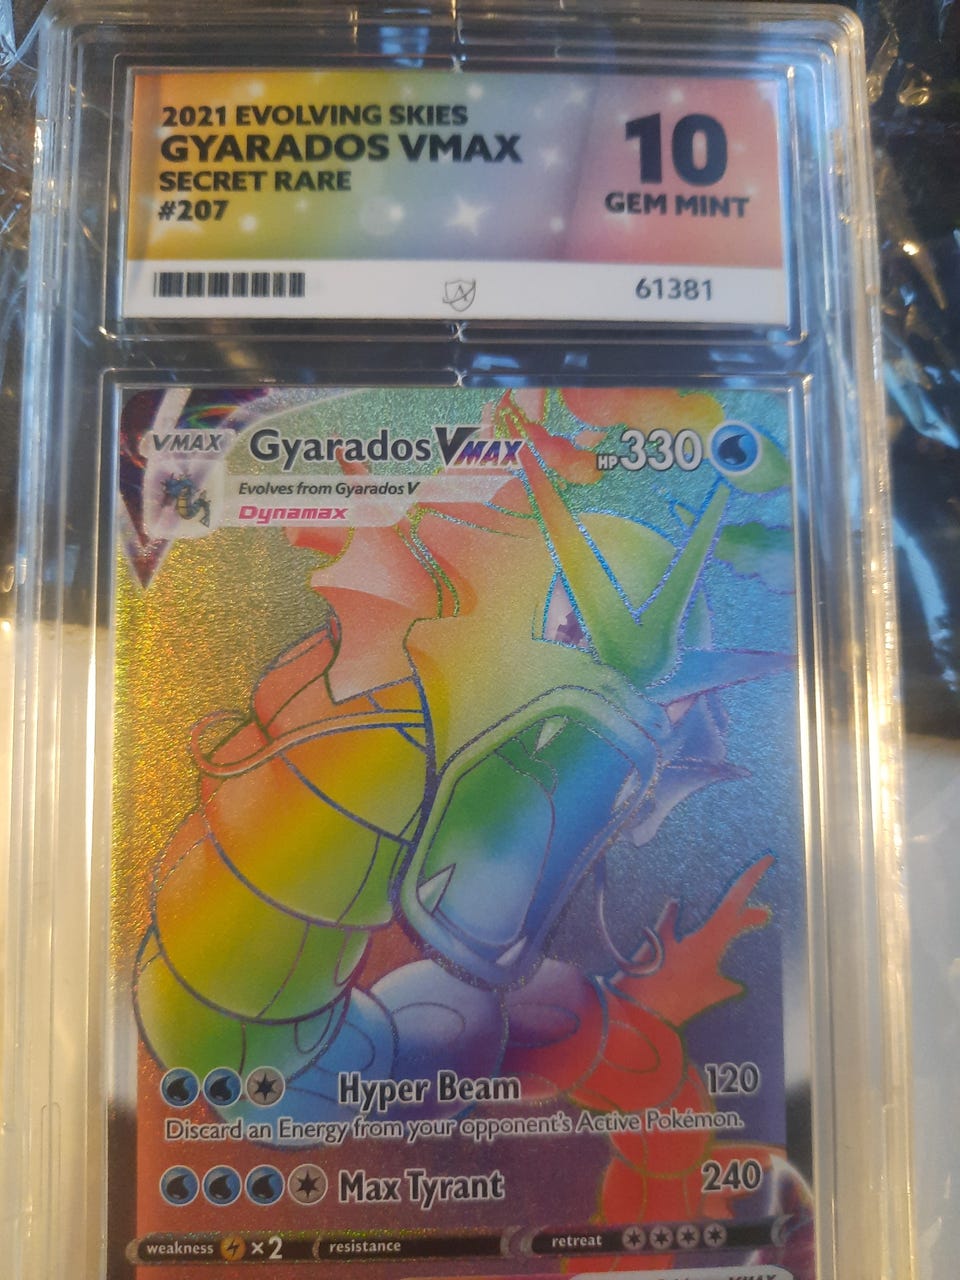 2021 EVOLVING SKIES
GYARADOS VMAX
SECRET RARE
#207
10
GEM MINT
61381
VMAX Gyarados VMAX HP 330
Evolves from Gyarados V
Dynamax
Hyper Beam 120
Discard an Energy from your opponent's Active Pokémon.
Max Tyrant 240
weakness ×2 resistance retreat
VMAX